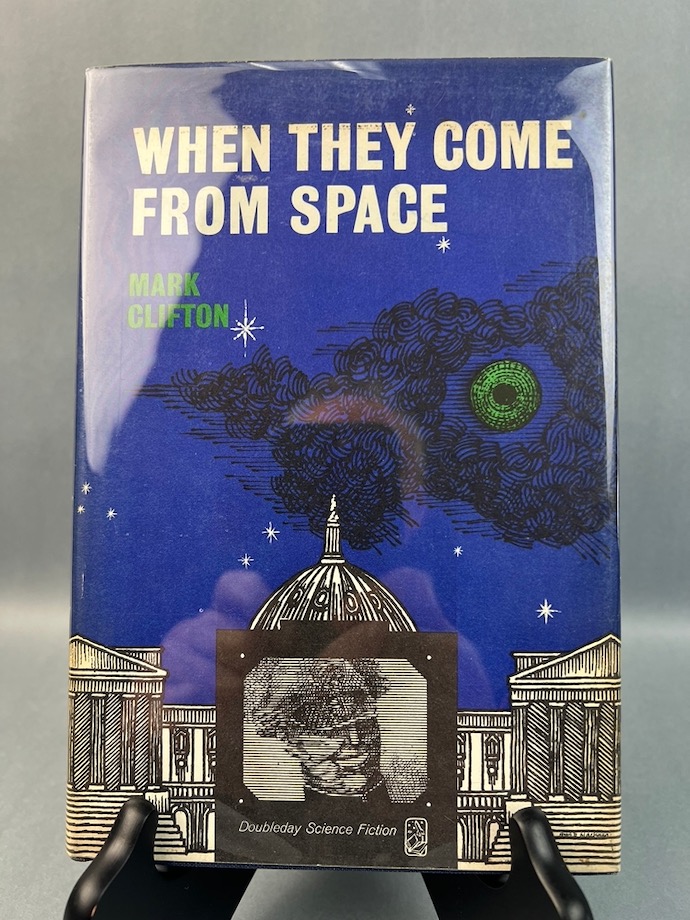 WHEN THEY COME
FROM SPACE
MARK
CLIFTON
Doubleday Science Fiction